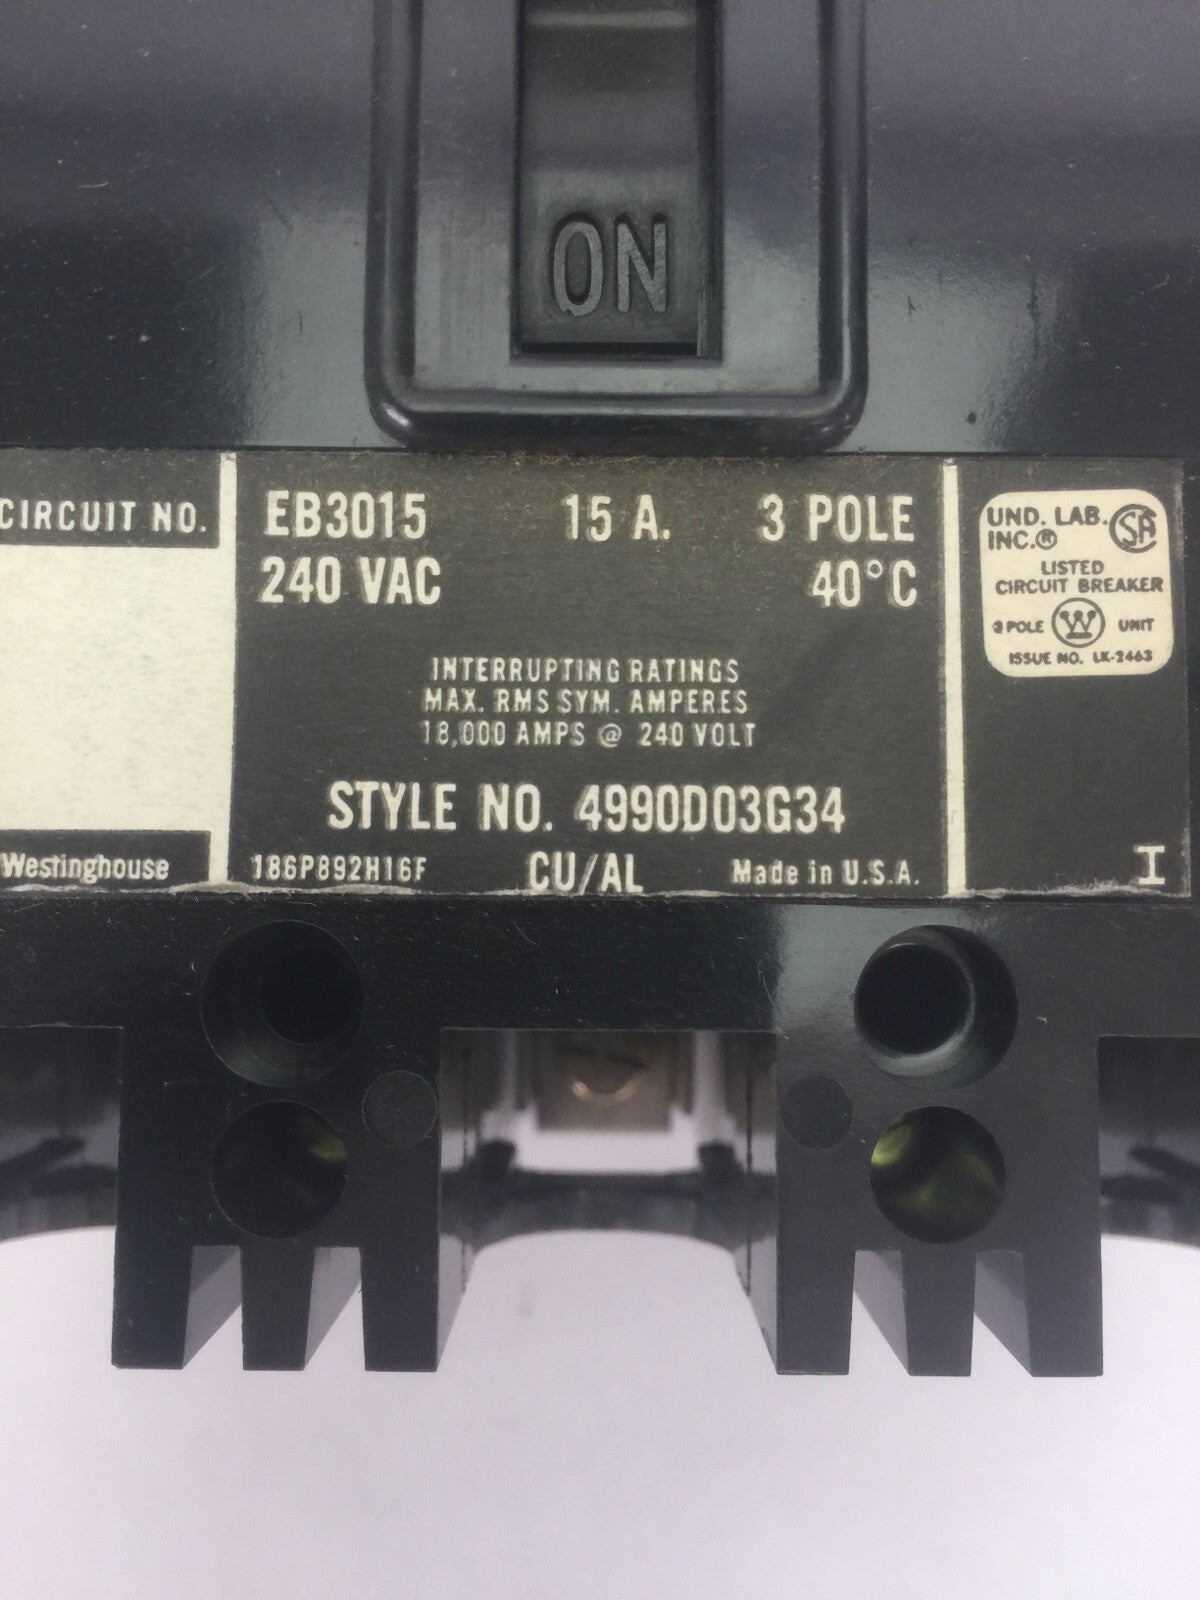 ON
CIRCUIT NO.
Westinghouse
EB3015 15 A. 3 POLE
240 VAC 40°C
INTERRUPTING RATINGS
MAX. RMS SYM. AMPERES
18,000 AMPS @ 240 VOLT
STYLE NO. 4990D03G34
186P892H16F CU/AL Made in U.S.A.
UND. LAB. SA
INC.®
LISTED
CIRCUIT BREAKER
3 POLE W UNIT
ISSUE NO. LK-2463
I